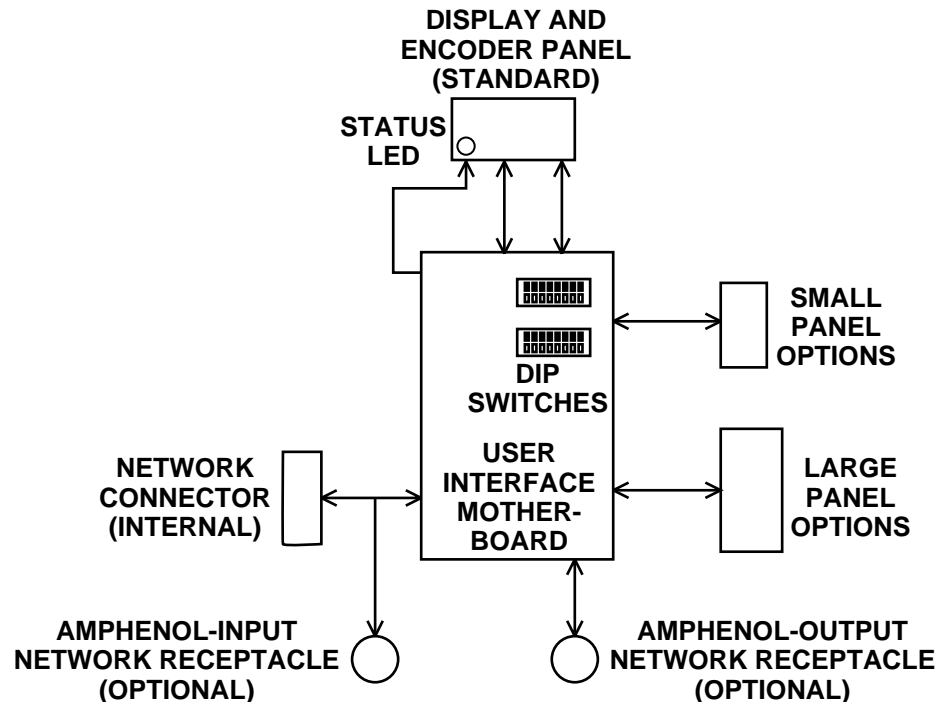 DISPLAY AND
ENCODER PANEL
(STANDARD)
STATUS
LED
SMALL
PANEL
OPTIONS
DIP
SWITCHES
USER
INTERFACE
MOTHER-
BOARD
NETWORK
CONNECTOR
(INTERNAL)
LARGE
PANEL
OPTIONS
AMPHENOL-INPUT
NETWORK RECEPTACLE
(OPTIONAL)
AMPHENOL-OUTPUT
NETWORK RECEPTACLE
(OPTIONAL)